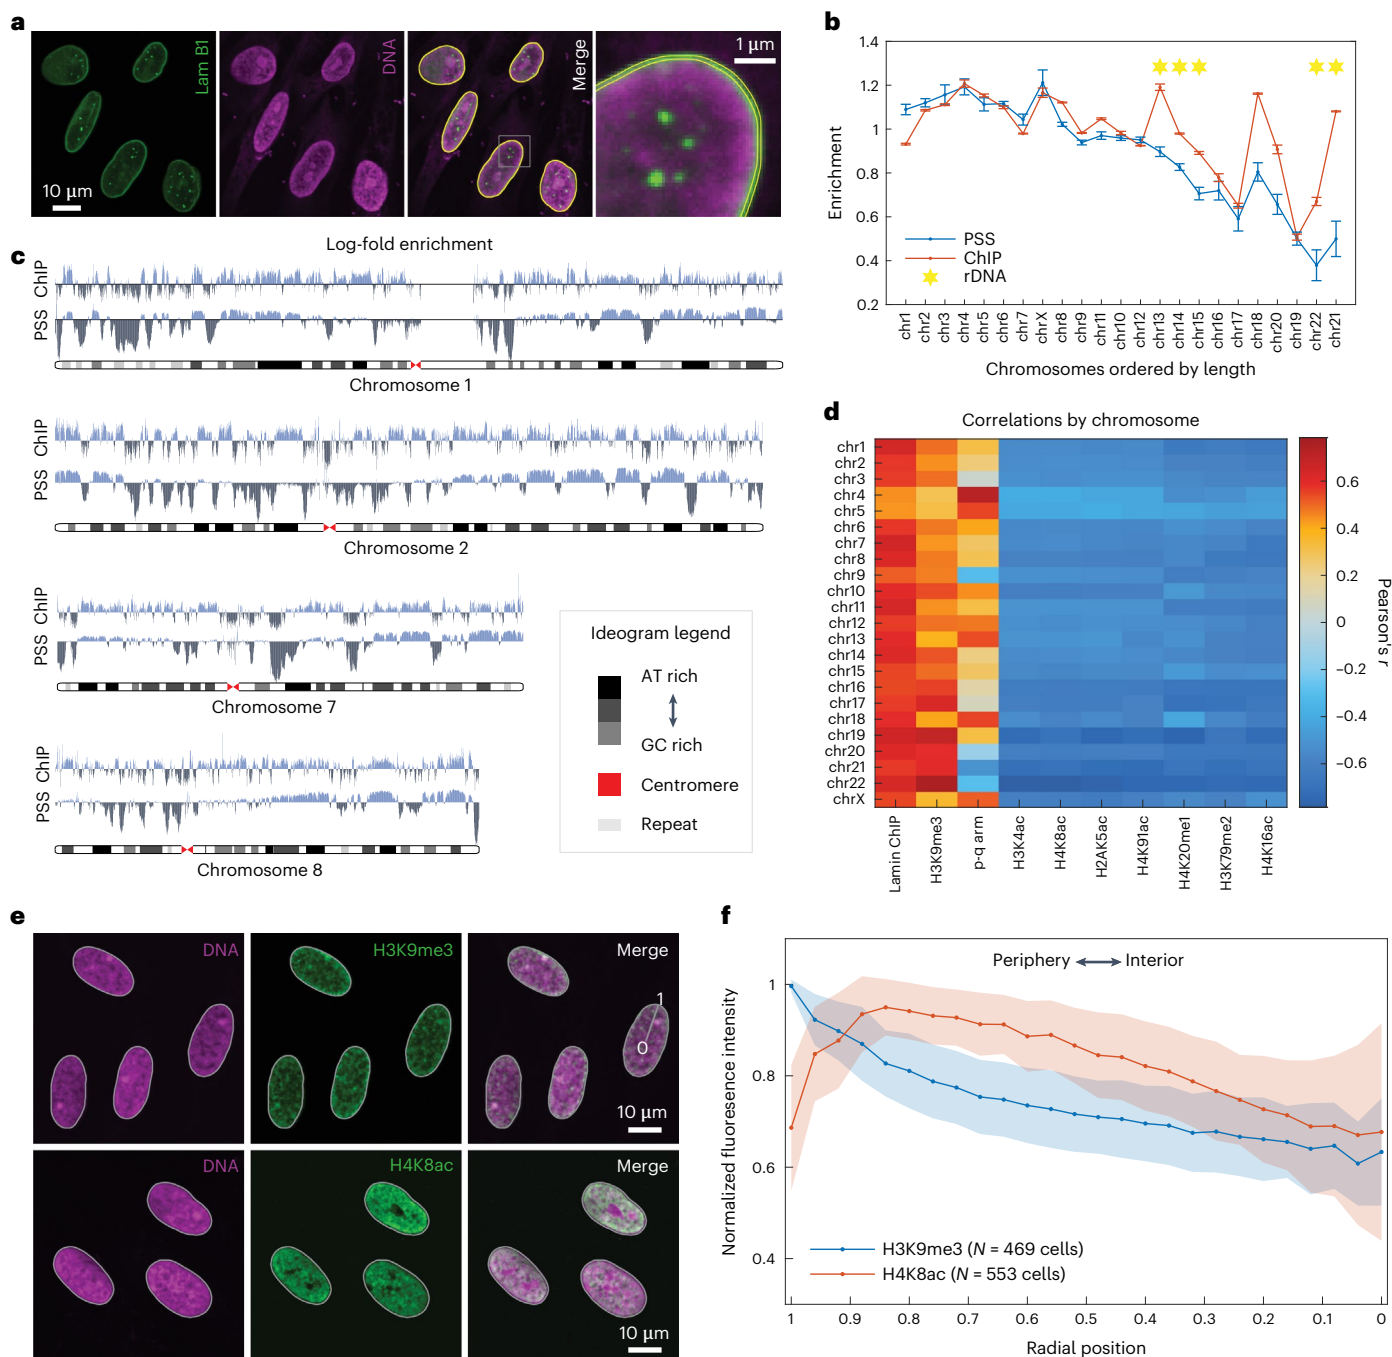 a
Lam B1
DNA
Merge
1 µm
10 µm
b
1.4
1.2
1
0.8
0.6
0.4
0.2
Enrichment
PSS
ChIP
rDNA
chr1
chr2
chr3
chr4
chr5
chr6
chr7
chrX
chr8
chr9
chr11
chr10
chr12
chr13
chr14
chr15
chr16
chr17
chr18
chr20
chr19
chr22
chr21
Chromosomes ordered by length
c
Log-fold enrichment
ChIP
PSS
Chromosome 1
ChIP
PSS
Chromosome 2
ChIP
PSS
Chromosome 7
ChIP
PSS
Chromosome 8
Ideogram legend
AT rich
GC rich
Centromere
Repeat
d
Correlations by chromosome
chr1
chr2
chr3
chr4
chr5
chr6
chr7
chr8
chr9
chr10
chr11
chr12
chr13
chr14
chr15
chr16
chr17
chr18
chr19
chr20
chr21
chr22
chrX
Lamin ChIP
H3K9me3
p-q arm
H3K4ac
H4K8ac
H2AK5ac
H4K91ac
H4K20me1
H3K79me2
H4K16ac
0.6
0.4
0.2
0
−0.2
−0.4
−0.6
Pearson's r
e
DNA
H3K9me3
Merge
1
0
10 µm
DNA
H4K8ac
Merge
10 µm
f
Periphery
Interior
1
0.8
0.6
0.4
Normalized fluoresence intensity
H3K9me3 (N = 469 cells)
H4K8ac (N = 553 cells)
1
0.9
0.8
0.7
0.6
0.5
0.4
0.3
0.2
0.1
0
Radial position